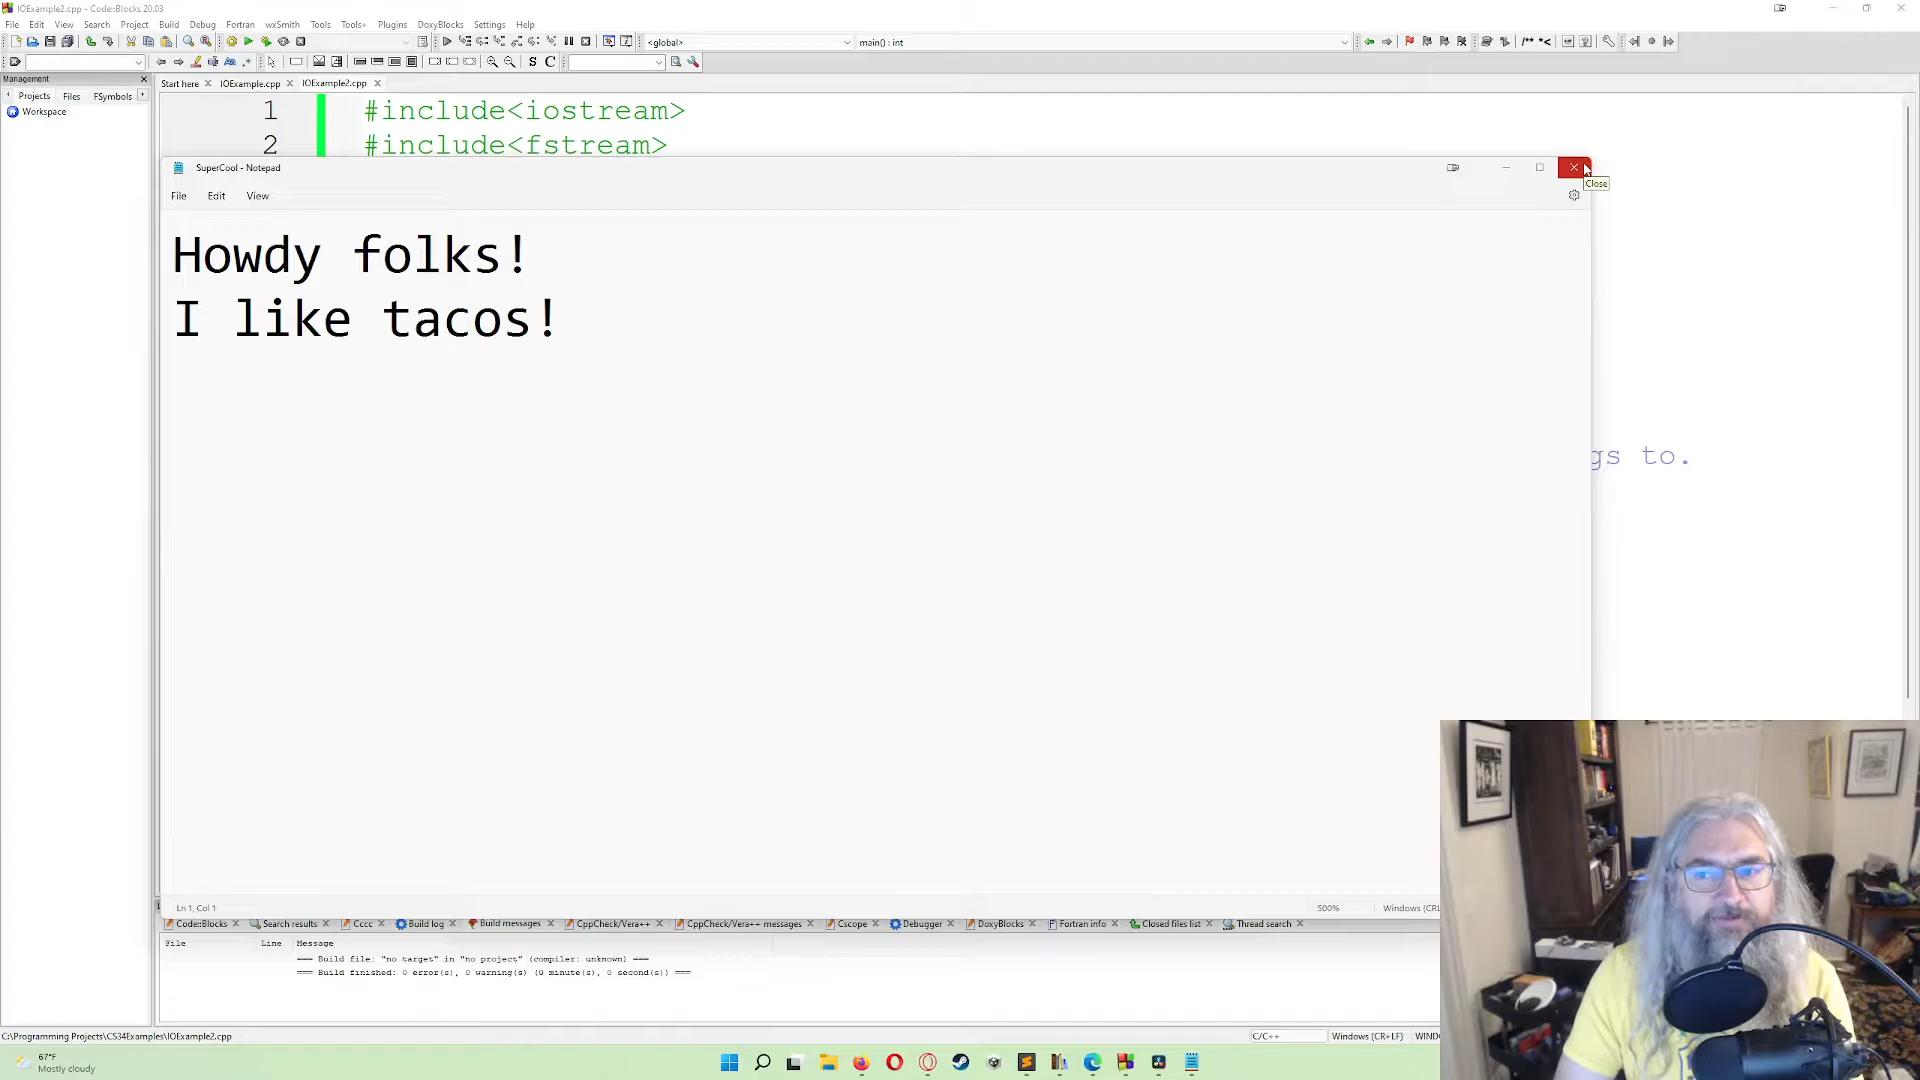 IOExample2.cpp - Code::Blocks 20.03
File Edit View Search Project Build Debug Fortran wxSmith Tools Tools+ Plugins DoxyBlocks Settings Help
<global> main() : int
Management
Projects Files FSymbols
Workspace
Start here IOExample.cpp IOExample2.cpp
1 #include<iostream>
2 #include<fstream>
SuperCool - Notepad
Close
File Edit View
Howdy folks!
I like tacos!
gs to.
Ln 1, Col 1 500% Windows (CRL
Code::Blocks Search results Cccc Build log Build messages CppCheck/Vera++ CppCheck/Vera++ messages Cscope Debugger DoxyBlocks Fortran info Closed files list Thread search
File Line Message
=== Build file: "no target" in "no project" (compiler: unknown) ===
=== Build finished: 0 error(s), 0 warning(s) (0 minute(s), 0 second(s)) ===
C:\Programming Projects\CS34Examples\IOExample2.cpp C/C++ Windows (CR+LF) WIND
67°F
Mostly cloudy